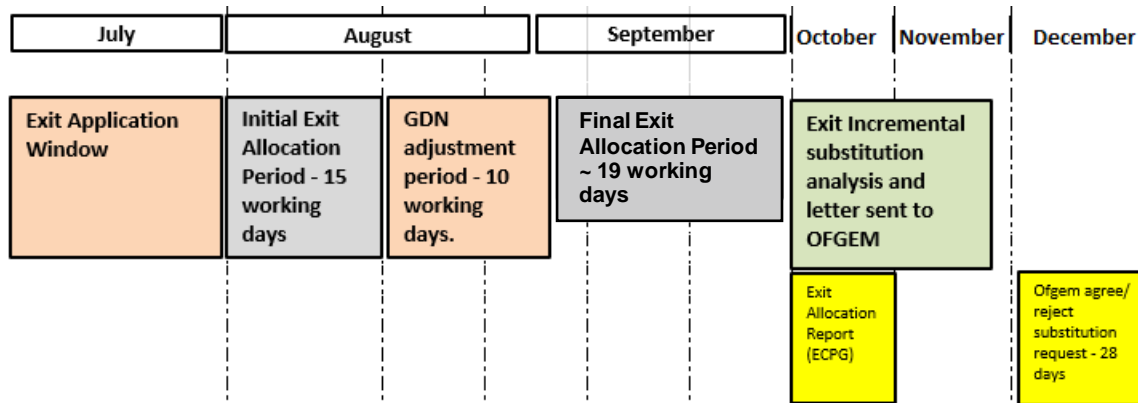 July
August
September
October
November
December
Exit Application
Window
Initial Exit
Allocation
Period - 15
working
days
GDN
adjustment
period - 10
working
days.
Final Exit
Allocation Period
~ 19 working
days
Exit Incremental
substitution
analysis and
letter sent to
OFGEM
Exit
Allocation
Report
(ECPG)
Ofgem agree/
reject
substitution
request - 28
days